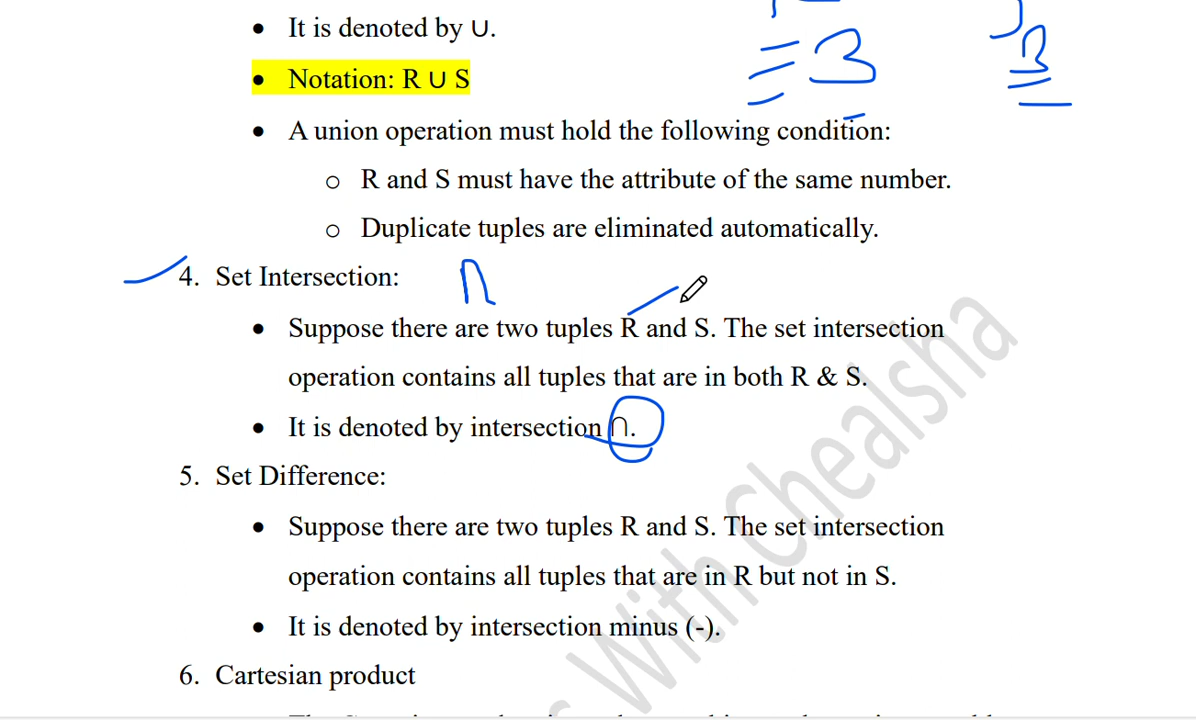 • It is denoted by ∪.
• Notation: R ∪ S
= 3
3
• A union operation must hold the following condition:
o R and S must have the attribute of the same number.
o Duplicate tuples are eliminated automatically.
4. Set Intersection: ∩
• Suppose there are two tuples R and S. The set intersection
operation contains all tuples that are in both R & S.
• It is denoted by intersection ∩.
5. Set Difference:
• Suppose there are two tuples R and S. The set intersection
operation contains all tuples that are in R but not in S.
• It is denoted by intersection minus (-).
6. Cartesian product
With Chealsha